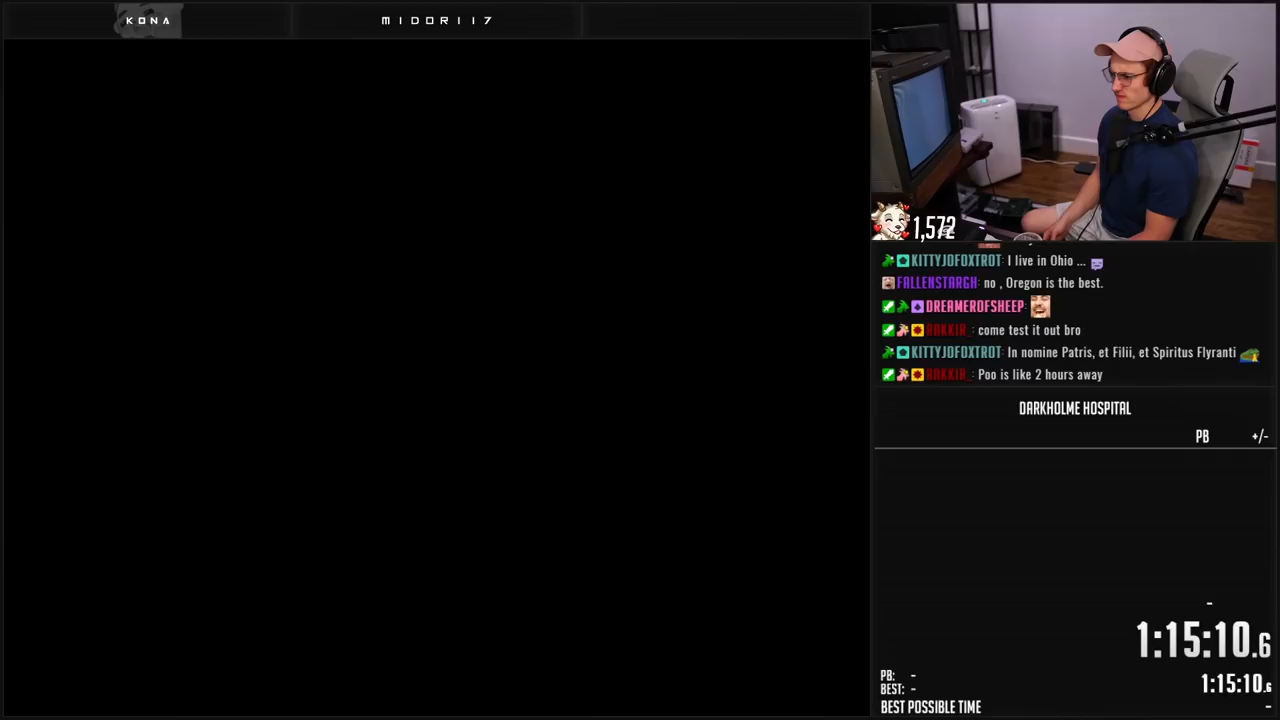 KONA
MIDORII7
1,572
KITTYJOFOXTROT: I live in Ohio ...
FALLENSTARGH: no , Oregon is the best.
DREAMEROFSHEEP:
: come test it out bro
KITTYJOFOXTROT: In nomine Patris, et Filii, et Spiritus Flyranti
: Poo is like 2 hours away
DARKHOLME HOSPITAL
PB +/-
-
1:15:10.6
PB: -
1:15:10.6
BEST: -
BEST POSSIBLE TIME -